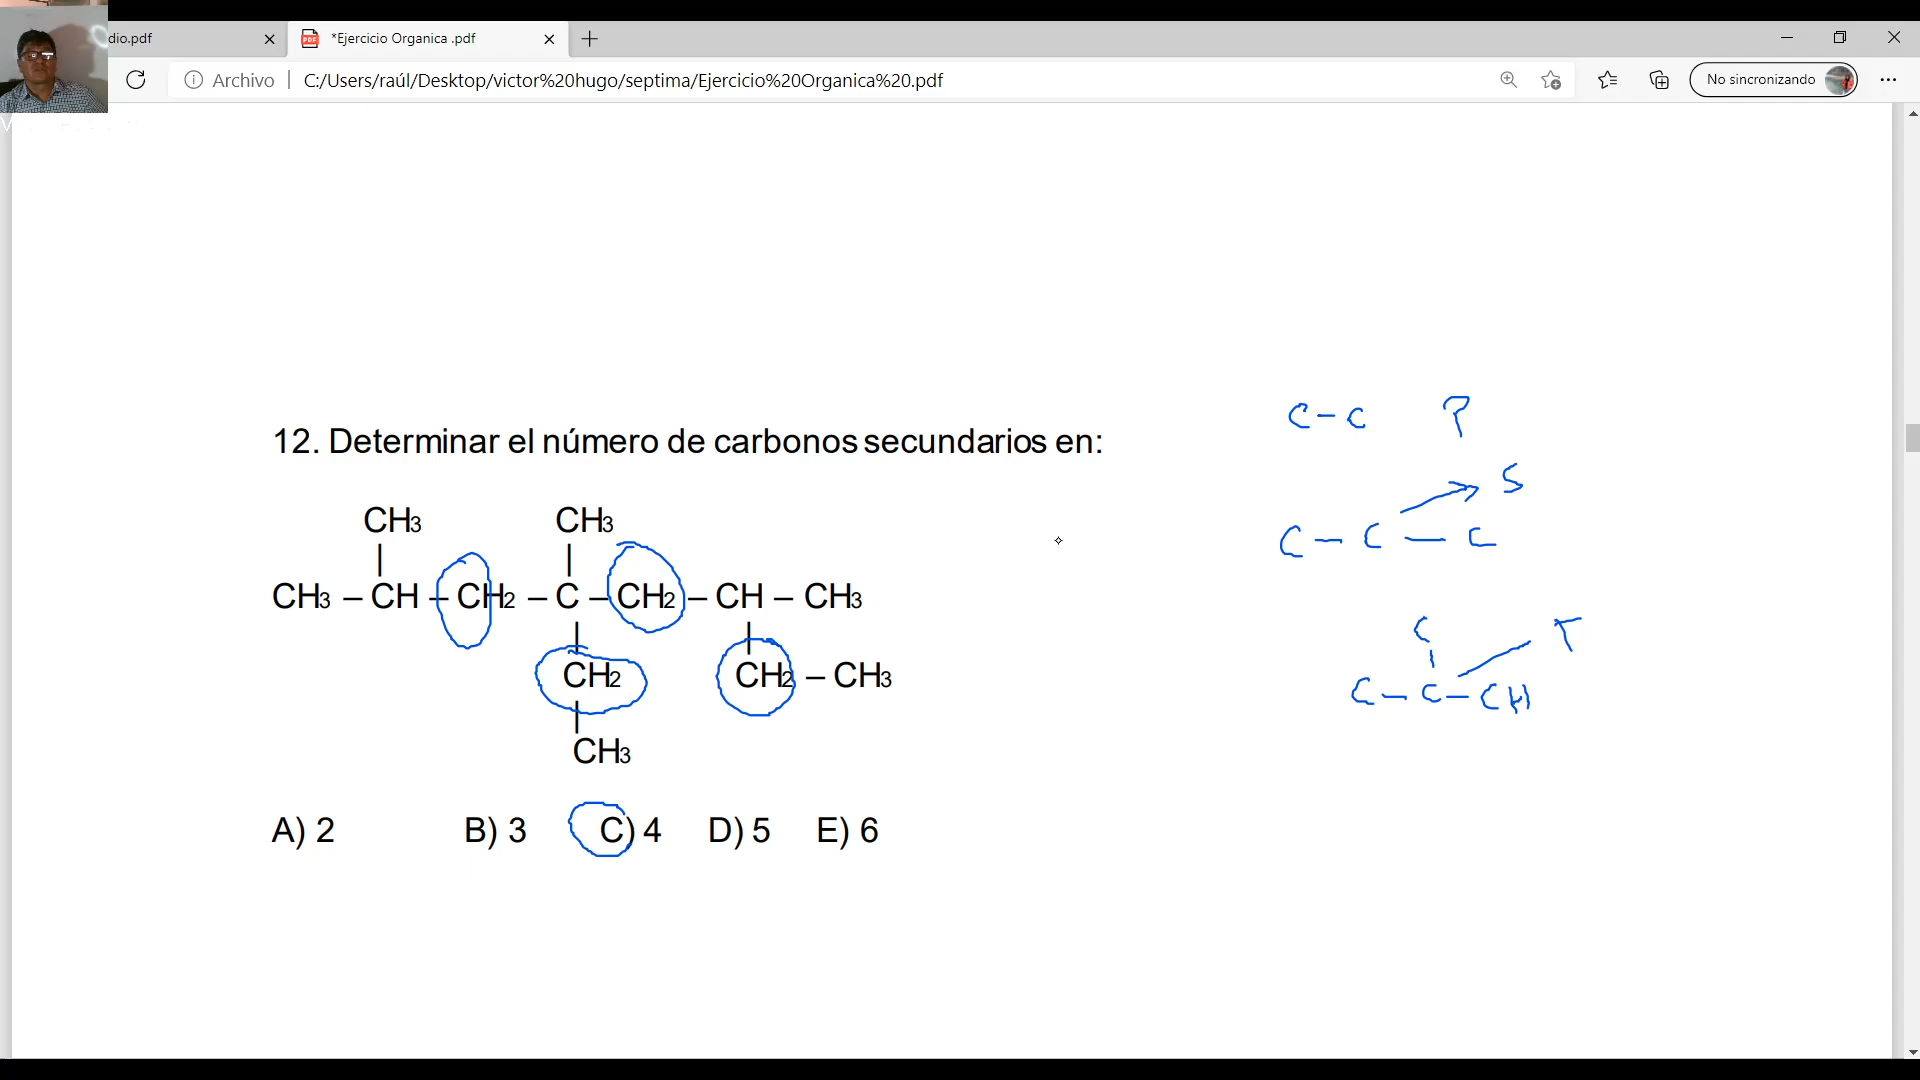 dio.pdf
*Ejercicio Organica .pdf
Archivo C:/Users/raúl/Desktop/victor%20hugo/septima/Ejercicio%20Organica%20.pdf
No sincronizando
12. Determinar el número de carbonos secundarios en:
CH3 CH3
CH3 – CH – CH2 – C – CH2 – CH – CH3
CH2 CH2 – CH3
CH3
A) 2 B) 3 C) 4 D) 5 E) 6
C – C P
S
C – C — C
C T
C – C – CH